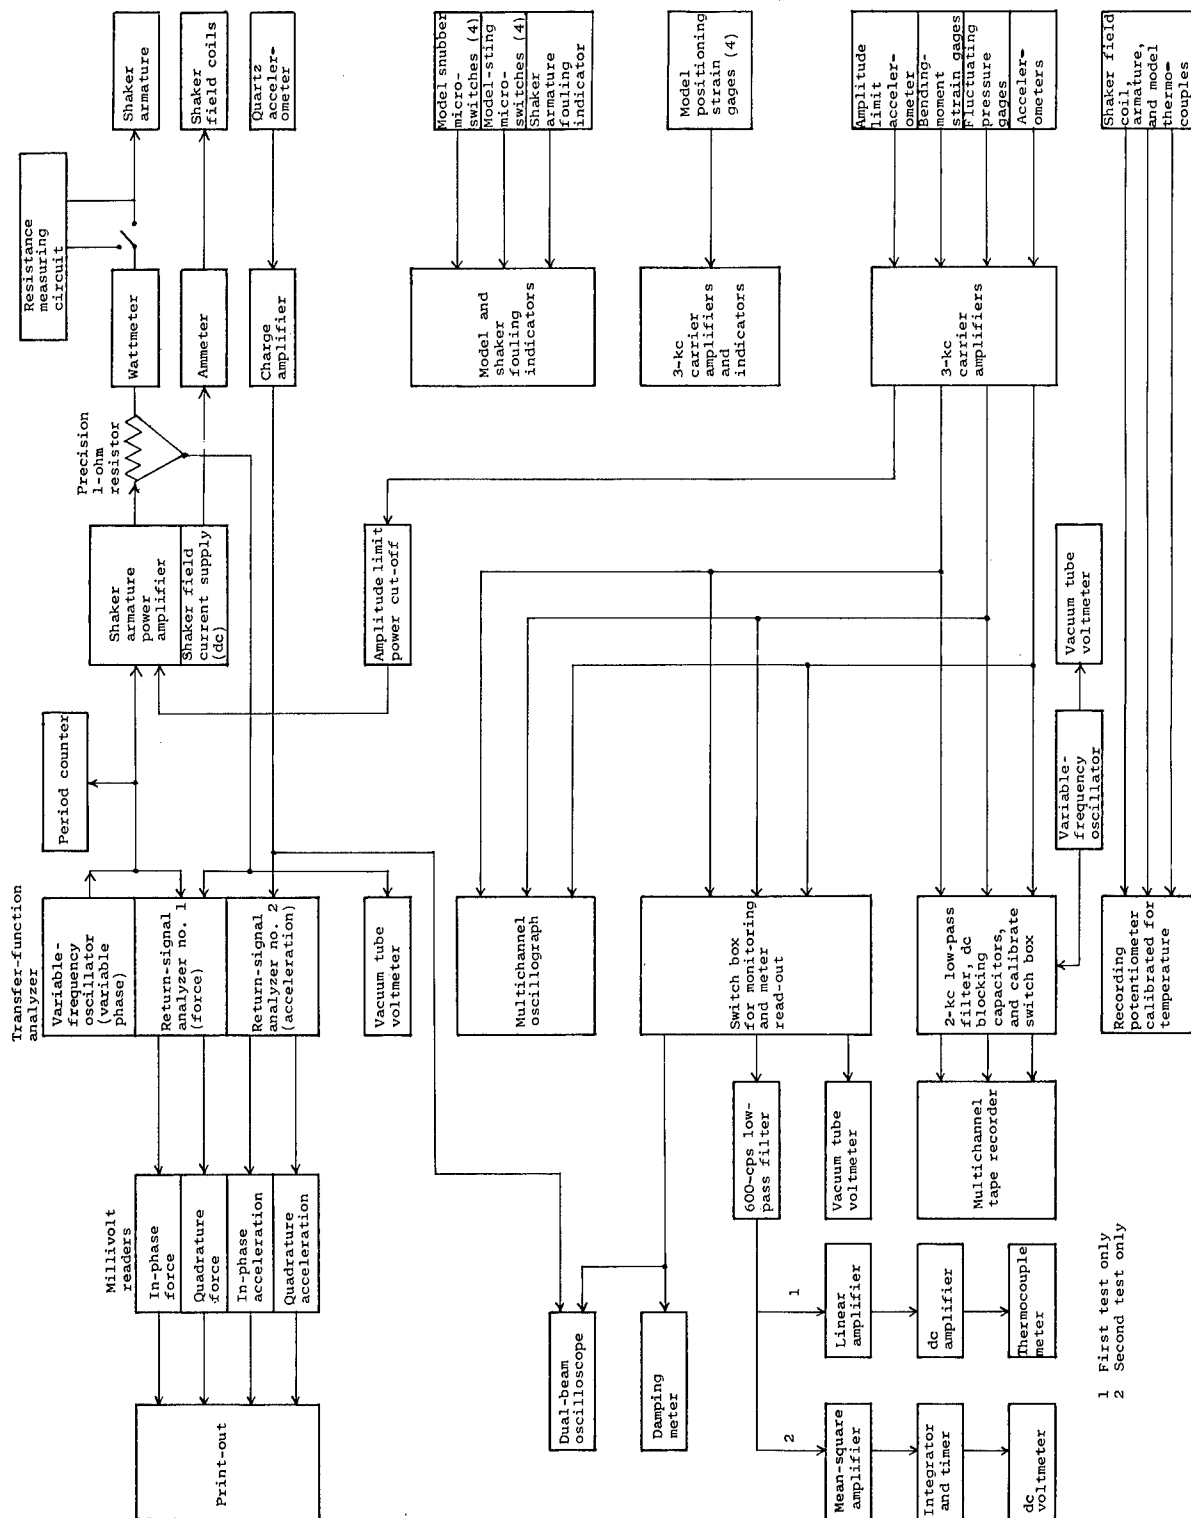 Shaker
armature
Shaker
field coils
Quartz
acceler-
ometer
Model snubber
micro-
switches (4)
Model-sting
micro-
switches (4)
Shaker
armature
fouling
indicator
Model
positioning
strain
gages (4)
Amplitude
limit
acceler-
ometer
Bending-
moment
strain gages
Fluctuating
pressure
gages
Acceler-
ometers
Shaker field
coil,
armature,
and model
thermo-
couples
Resistance
measuring
circuit
Wattmeter
Ammeter
Charge
amplifier
Model and
shaker
fouling
indicators
3-kc
carrier
amplifiers
and
indicators
3-kc
carrier
amplifiers
Precision
1-ohm
resistor
Shaker
armature
power
amplifier
Shaker field
current supply
(dc)
Amplitude limit
power cut-off
Vacuum tube
voltmeter
Period counter
Variable-
frequency
oscillator
Transfer-function
analyzer
Variable-
frequency
oscillator
(variable
phase)
Return-signal
analyzer no. 1
(force)
Return-signal
analyzer no. 2
(acceleration)
Vacuum tube
voltmeter
Multichannel
oscillograph
Switch box
for monitoring
and meter
read-out
2-kc low-pass
filter, dc
blocking
capacitors,
and calibrate
switch box
Recording
potentiometer
calibrated for
temperature
Millivolt
readers
In-phase
force
Quadrature
force
In-phase
acceleration
Quadrature
acceleration
600-cps low-
pass filter
Vacuum tube
voltmeter
Multichannel
tape recorder
Print-out
Dual-beam
oscilloscope
Damping
meter
1
Linear
amplifier
dc
amplifier
Thermocouple
meter
2
Mean-square
amplifier
Integrator
and timer
dc
voltmeter
1 First test only
2 Second test only